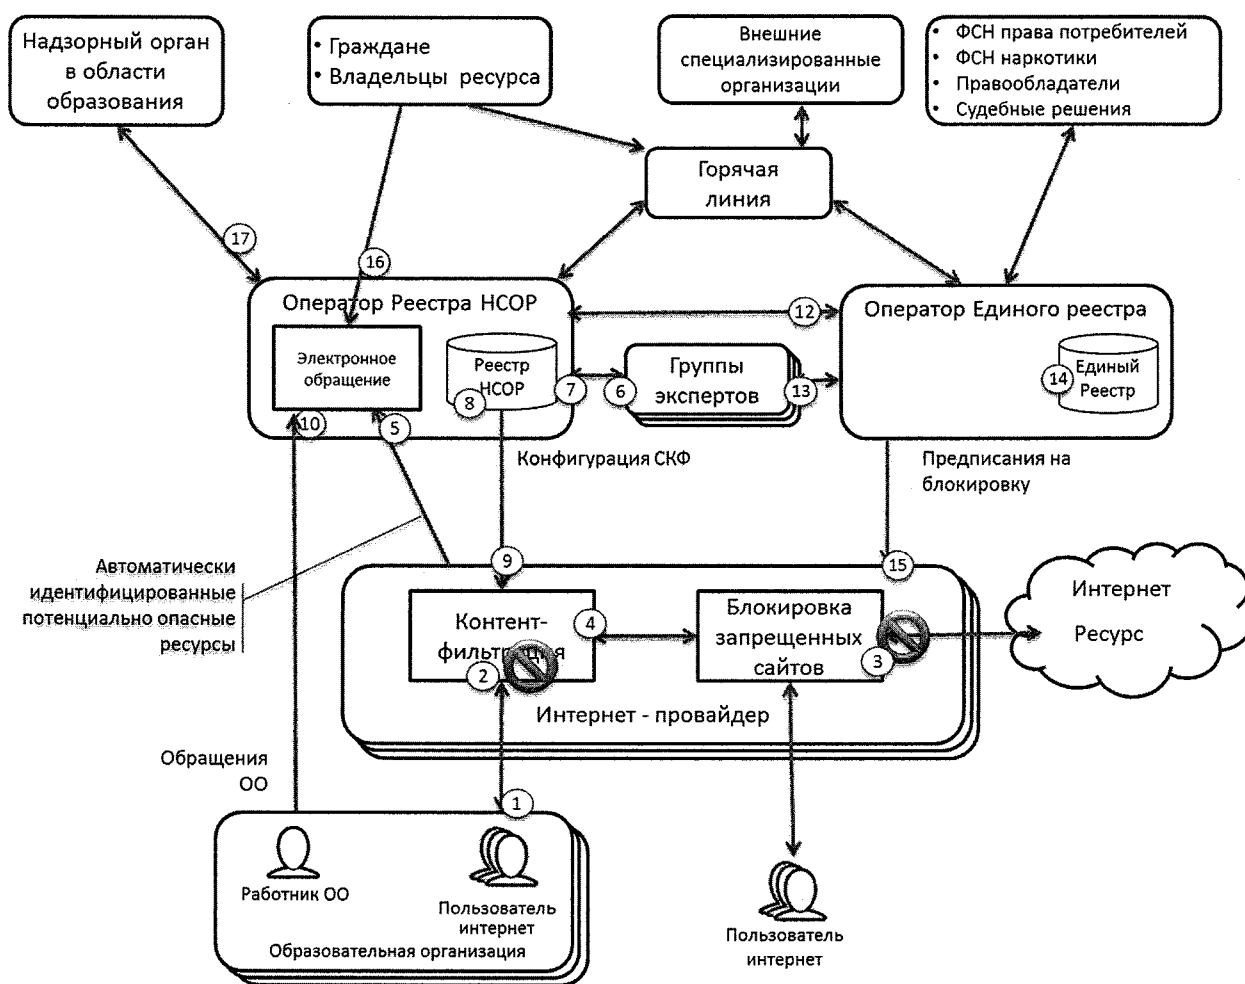 Надзорный орган
в области
образования
• Граждане
• Владельцы ресурса
Внешние
специализированные
организации
• ФСН права потребителей
• ФСН наркотики
• Правообладатели
• Судебные решения
Горячая
линия
17
16
Оператор Реестра НСОР
Электронное
обращение
Реестр
НСОР
8
7
6
Группы
экспертов
13
12
Оператор Единого реестра
14
Единый
Реестр
10
5
Конфигурация СКФ
Предписания на
блокировку
Автоматически
идентифицированные
потенциально опасные
ресурсы
9
15
Контент-
фильтрация
2
4
Блокировка
запрещенных
сайтов
3
Интернет
Ресурс
Интернет - провайдер
Обращения
ОО
1
Работник ОО
Пользователь
интернет
Образовательная организация
Пользователь
интернет